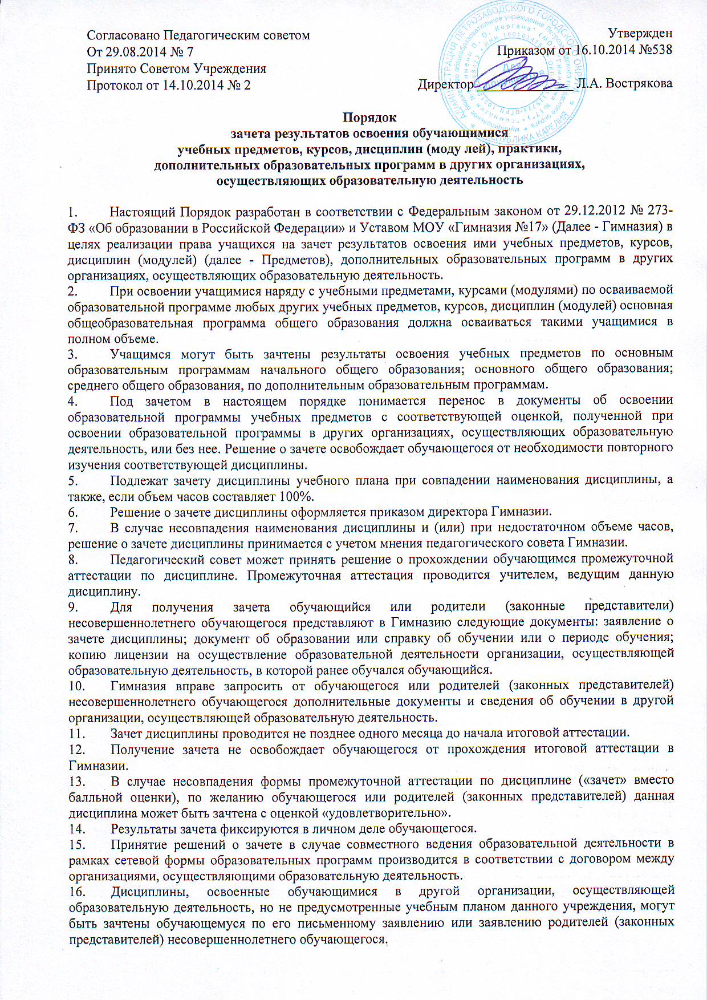 Согласовано Педагогическим советом
От 29.08.2014 № 7
Принято Советом Учреждения
Протокол от 14.10.2014 № 2
Утвержден
Приказом от 16.10.2014 №538
Директор Л.А. Вострякова
Порядок
зачета результатов освоения обучающимися
учебных предметов, курсов, дисциплин (моду лей), практики,
дополнительных образовательных программ в других организациях,
осуществляющих образовательную деятельность
1. Настоящий Порядок разработан в соответствии с Федеральным законом от 29.12.2012 № 273-
ФЗ «Об образовании в Российской Федерации» и Уставом МОУ «Гимназия №17» (Далее - Гимназия) в
целях реализации права учащихся на зачет результатов освоения ими учебных предметов, курсов,
дисциплин (модулей) (далее - Предметов), дополнительных образовательных программ в других
организациях, осуществляющих образовательную деятельность.
2. При освоении учащимися наряду с учебными предметами, курсами (модулями) по осваиваемой
образовательной программе любых других учебных предметов, курсов, дисциплин (модулей) основная
общеобразовательная программа общего образования должна осваиваться такими учащимися в
полном объеме.
3. Учащимся могут быть зачтены результаты освоения учебных предметов по основным
образовательным программам начального общего образования; основного общего образования;
среднего общего образования, по дополнительным образовательным программам.
4. Под зачетом в настоящем порядке понимается перенос в документы об освоении
образовательной программы учебных предметов с соответствующей оценкой, полученной при
освоении образовательной программы в других организациях, осуществляющих образовательную
деятельность, или без нее. Решение о зачете освобождает обучающегося от необходимости повторного
изучения соответствующей дисциплины.
5. Подлежат зачету дисциплины учебного плана при совпадении наименования дисциплины, а
также, если объем часов составляет 100%.
6. Решение о зачете дисциплины оформляется приказом директора Гимназии.
7. В случае несовпадения наименования дисциплины и (или) при недостаточном объеме часов,
решение о зачете дисциплины принимается с учетом мнения педагогического совета Гимназии.
8. Педагогический совет может принять решение о прохождении обучающимся промежуточной
аттестации по дисциплине. Промежуточная аттестация проводится учителем, ведущим данную
дисциплину.
9. Для получения зачета обучающийся или родители (законные представители)
несовершеннолетнего обучающегося представляют в Гимназию следующие документы: заявление о
зачете дисциплины; документ об образовании или справку об обучении или о периоде обучения;
копию лицензии на осуществление образовательной деятельности организации, осуществляющей
образовательную деятельность, в которой ранее обучался обучающийся.
10. Гимназия вправе запросить от обучающегося или родителей (законных представителей)
несовершеннолетнего обучающегося дополнительные документы и сведения об обучении в другой
организации, осуществляющей образовательную деятельность.
11. Зачет дисциплины проводится не позднее одного месяца до начала итоговой аттестации.
12. Получение зачета не освобождает обучающегося от прохождения итоговой аттестации в
Гимназии.
13. В случае несовпадения формы промежуточной аттестации по дисциплине («зачет» вместо
балльной оценки), по желанию обучающегося или родителей (законных представителей) данная
дисциплина может быть зачтена с оценкой «удовлетворительно».
14. Результаты зачета фиксируются в личном деле обучающегося.
15. Принятие решений о зачете в случае совместного ведения образовательной деятельности в
рамках сетевой формы образовательных программ производится в соответствии с договором между
организациями, осуществляющими образовательную деятельность.
16. Дисциплины, освоенные обучающимися в другой организации, осуществляющей
образовательную деятельность, но не предусмотренные учебным планом данного учреждения, могут
быть зачтены обучающемуся по его письменному заявлению или заявлению родителей (законных
представителей) несовершеннолетнего обучающегося.